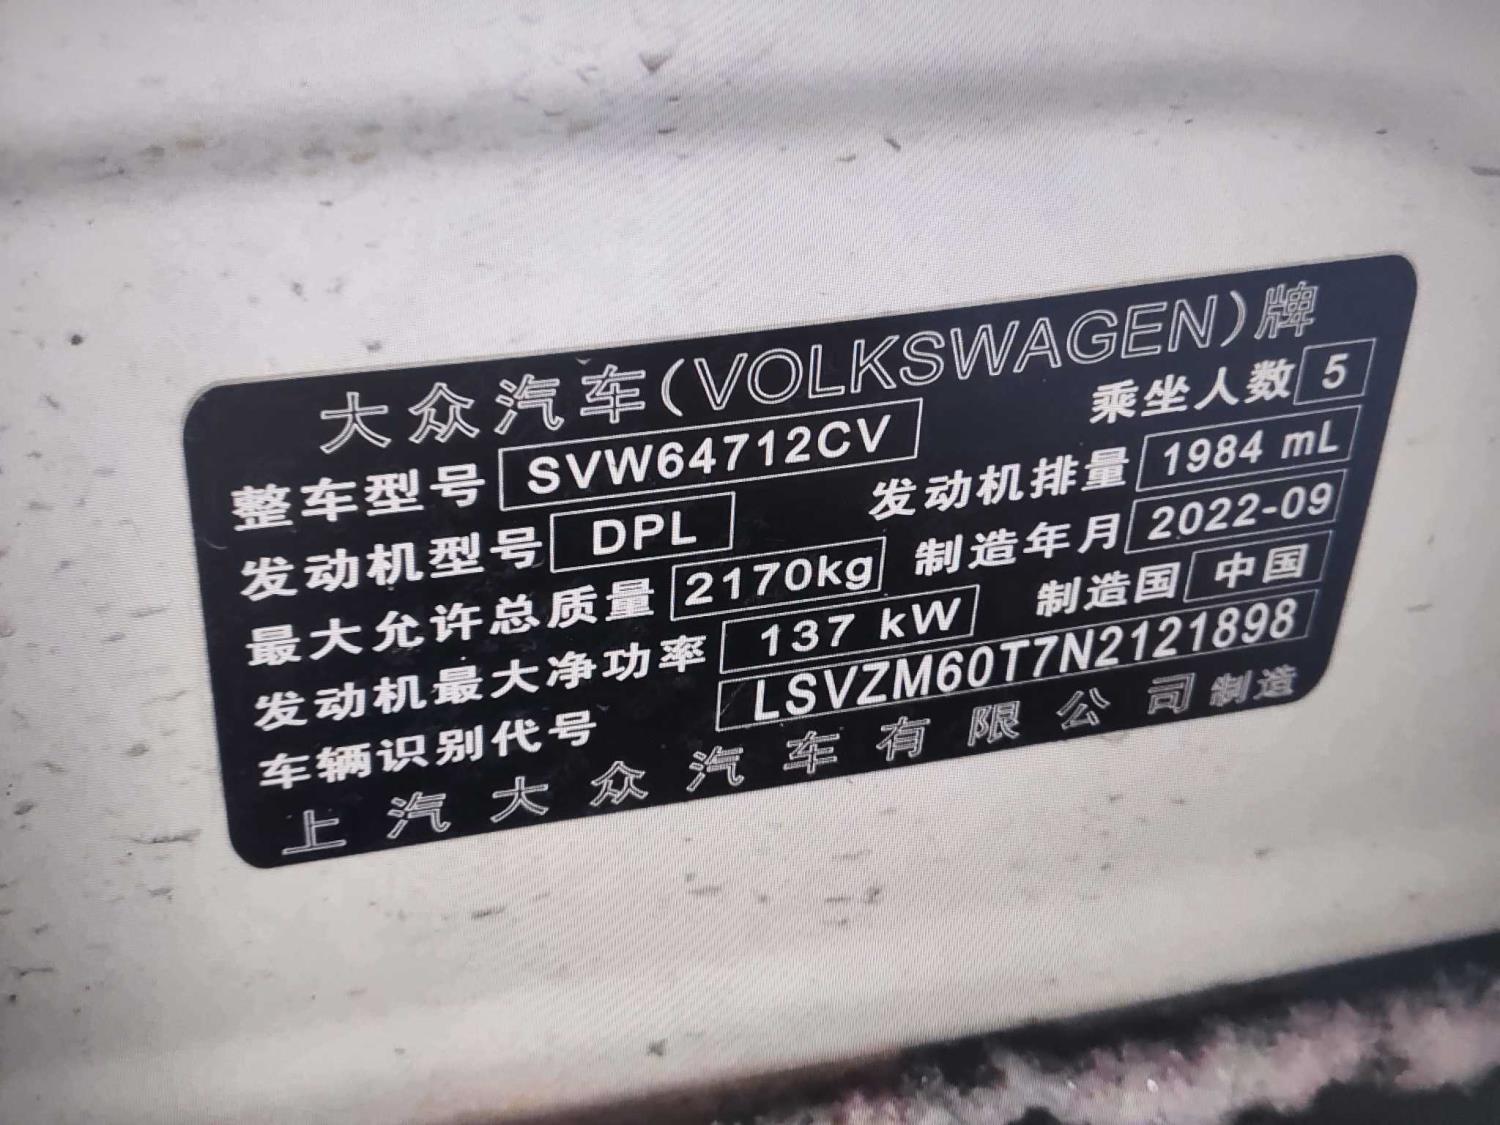 大众汽车(VOLKSWAGEN)牌
整车型号 SVW64712CV 乘坐人数 5
发动机型号 DPL 发动机排量 1984 mL
最大允许总质量 2170kg 制造年月 2022-09
发动机最大净功率 137 kW 制造国 中国
车辆识别代号 LSVZM60T7N2121898
上汽大众汽车有限公司制造